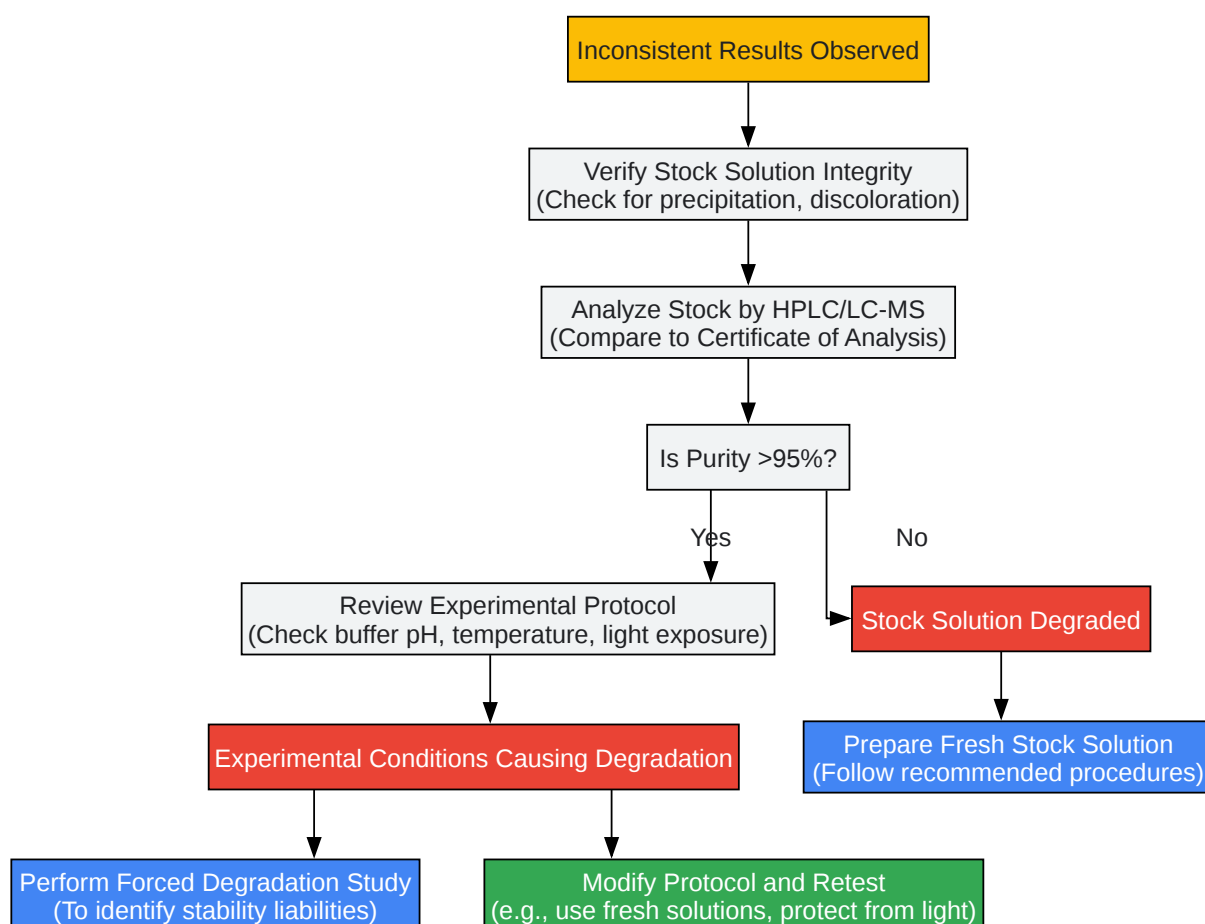 Inconsistent Results Observed
Verify Stock Solution Integrity
(Check for precipitation, discoloration)
Analyze Stock by HPLC/LC-MS
(Compare to Certificate of Analysis)
Is Purity >95%?
Yes
No
Review Experimental Protocol
(Check buffer pH, temperature, light exposure)
Stock Solution Degraded
Experimental Conditions Causing Degradation
Prepare Fresh Stock Solution
(Follow recommended procedures)
Perform Forced Degradation Study
(To identify stability liabilities)
Modify Protocol and Retest
(e.g., use fresh solutions, protect from light)